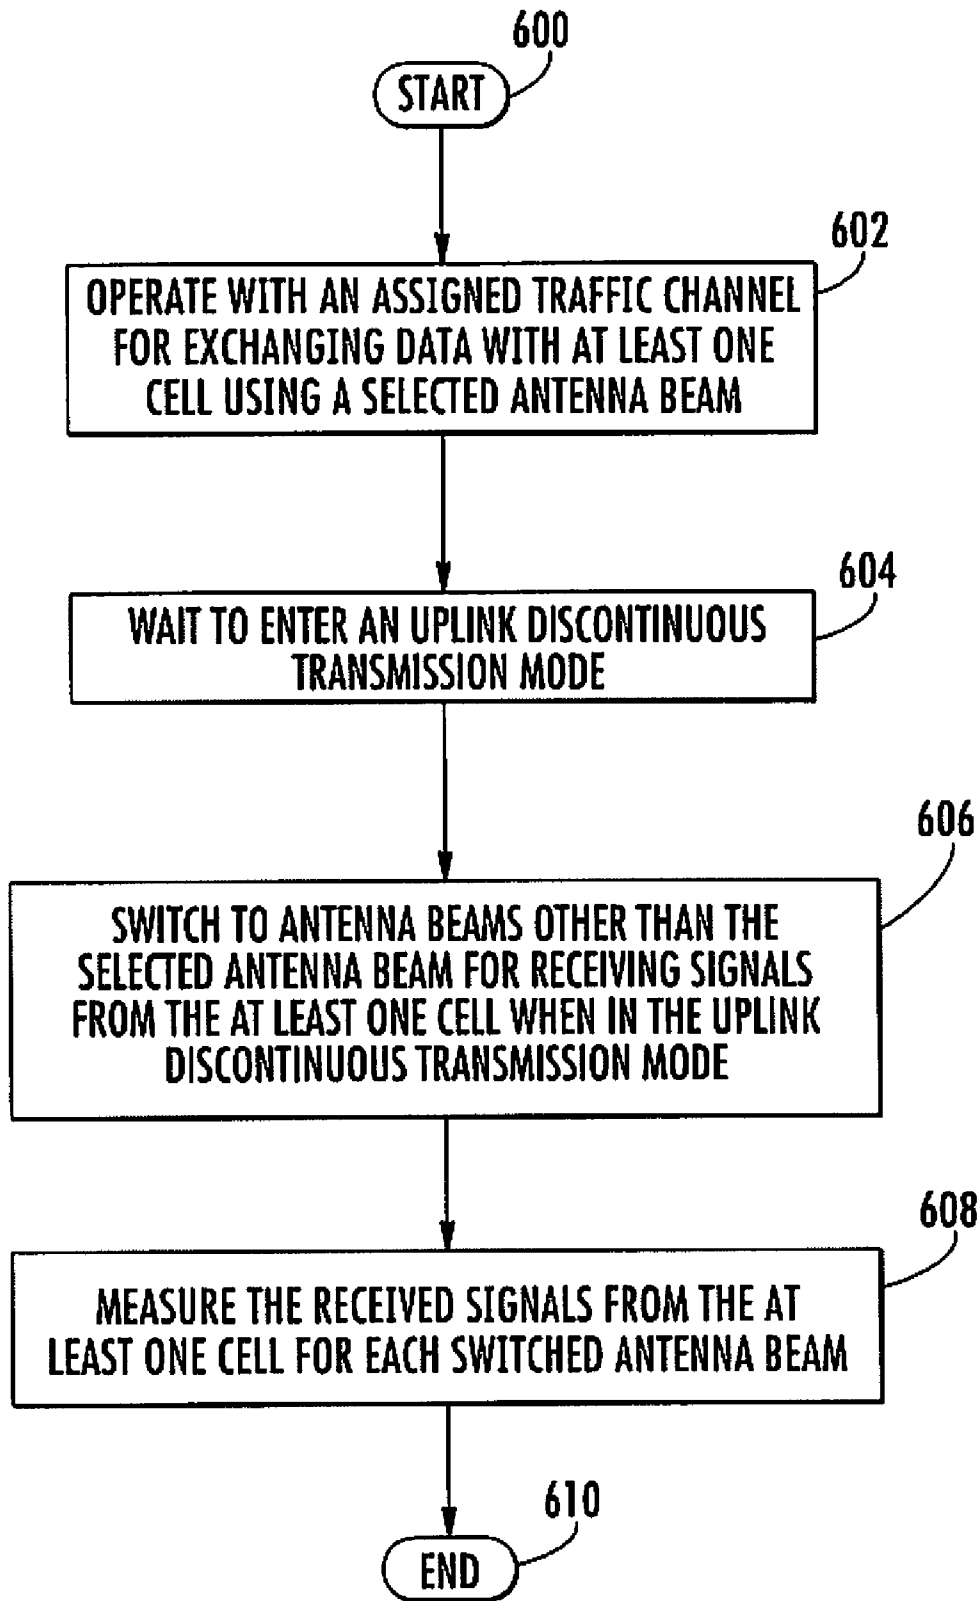 600
START
602
OPERATE WITH AN ASSIGNED TRAFFIC CHANNEL
FOR EXCHANGING DATA WITH AT LEAST ONE
CELL USING A SELECTED ANTENNA BEAM
604
WAIT TO ENTER AN UPLINK DISCONTINUOUS
TRANSMISSION MODE
606
SWITCH TO ANTENNA BEAMS OTHER THAN THE
SELECTED ANTENNA BEAM FOR RECEIVING SIGNALS
FROM THE AT LEAST ONE CELL WHEN IN THE UPLINK
DISCONTINUOUS TRANSMISSION MODE
608
MEASURE THE RECEIVED SIGNALS FROM THE AT
LEAST ONE CELL FOR EACH SWITCHED ANTENNA BEAM
610
END